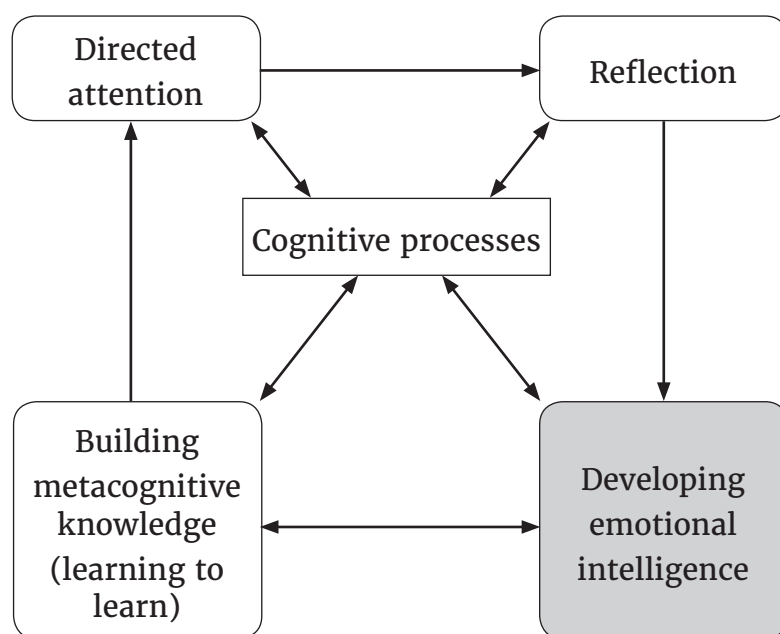 Directed
attention
Reflection
Cognitive processes
Building
metacognitive
knowledge
(learning to
learn)
Developing
emotional
intelligence